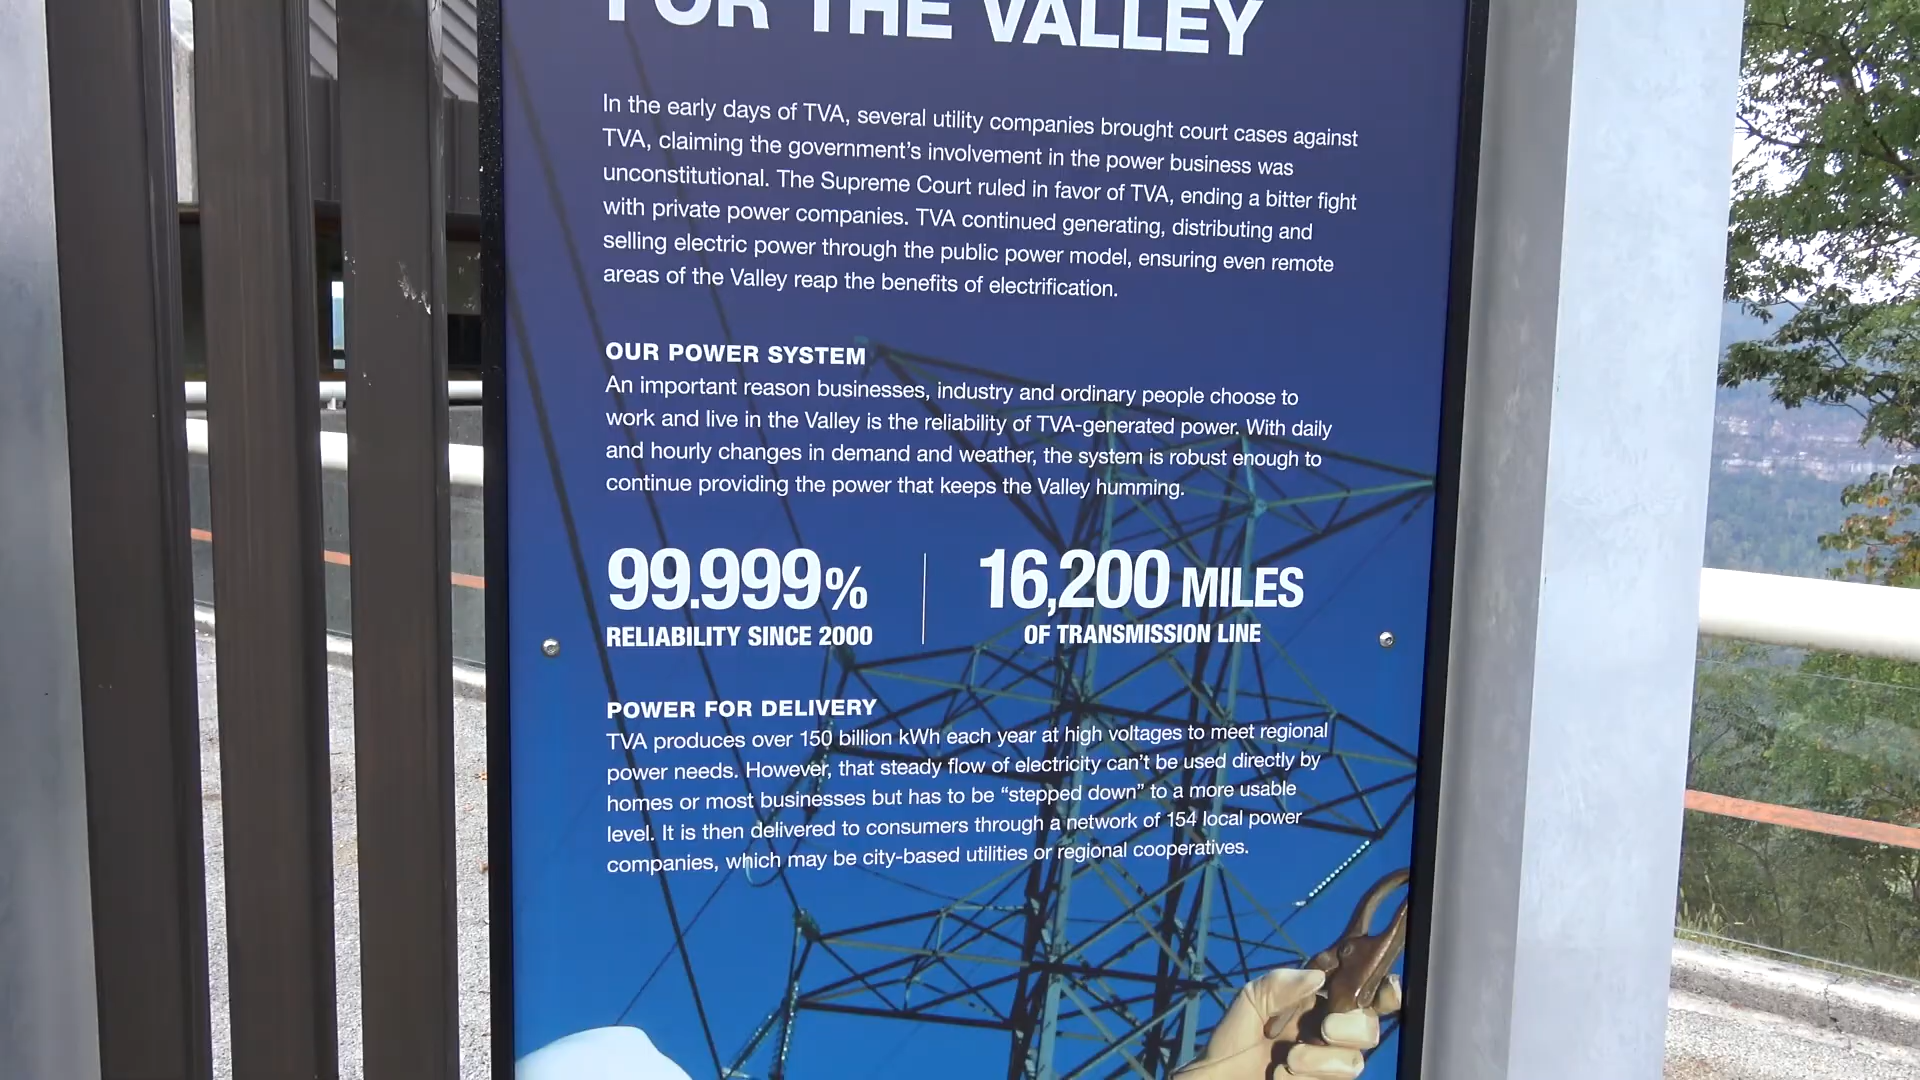 FOR THE VALLEY
In the early days of TVA, several utility companies brought court cases against
TVA, claiming the government's involvement in the power business was
unconstitutional. The Supreme Court ruled in favor of TVA, ending a bitter fight
with private power companies. TVA continued generating, distributing and
selling electric power through the public power model, ensuring even remote
areas of the Valley reap the benefits of electrification.
OUR POWER SYSTEM
An important reason businesses, industry and ordinary people choose to
work and live in the Valley is the reliability of TVA-generated power. With daily
and hourly changes in demand and weather, the system is robust enough to
continue providing the power that keeps the Valley humming.
99.999%
RELIABILITY SINCE 2000
16,200 MILES
OF TRANSMISSION LINE
POWER FOR DELIVERY
TVA produces over 150 billion kWh each year at high voltages to meet regional
power needs. However, that steady flow of electricity can't be used directly by
homes or most businesses but has to be “stepped down” to a more usable
level. It is then delivered to consumers through a network of 154 local power
companies, which may be city-based utilities or regional cooperatives.